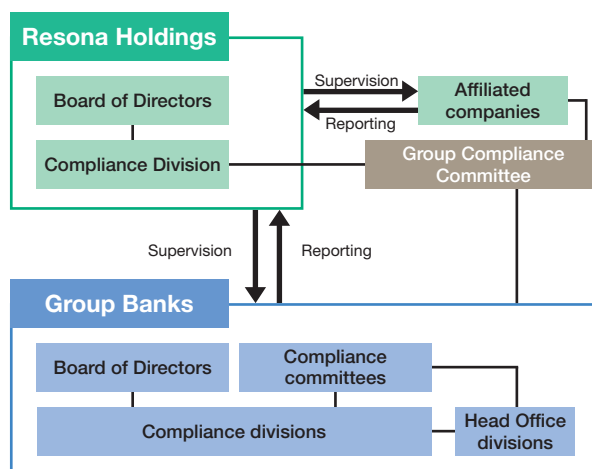 Resona Holdings
Board of Directors
Compliance Division
Supervision
Reporting
Affiliated
companies
Group Compliance
Committee
Supervision
Reporting
Group Banks
Board of Directors
Compliance
committees
Compliance divisions
Head Office
divisions